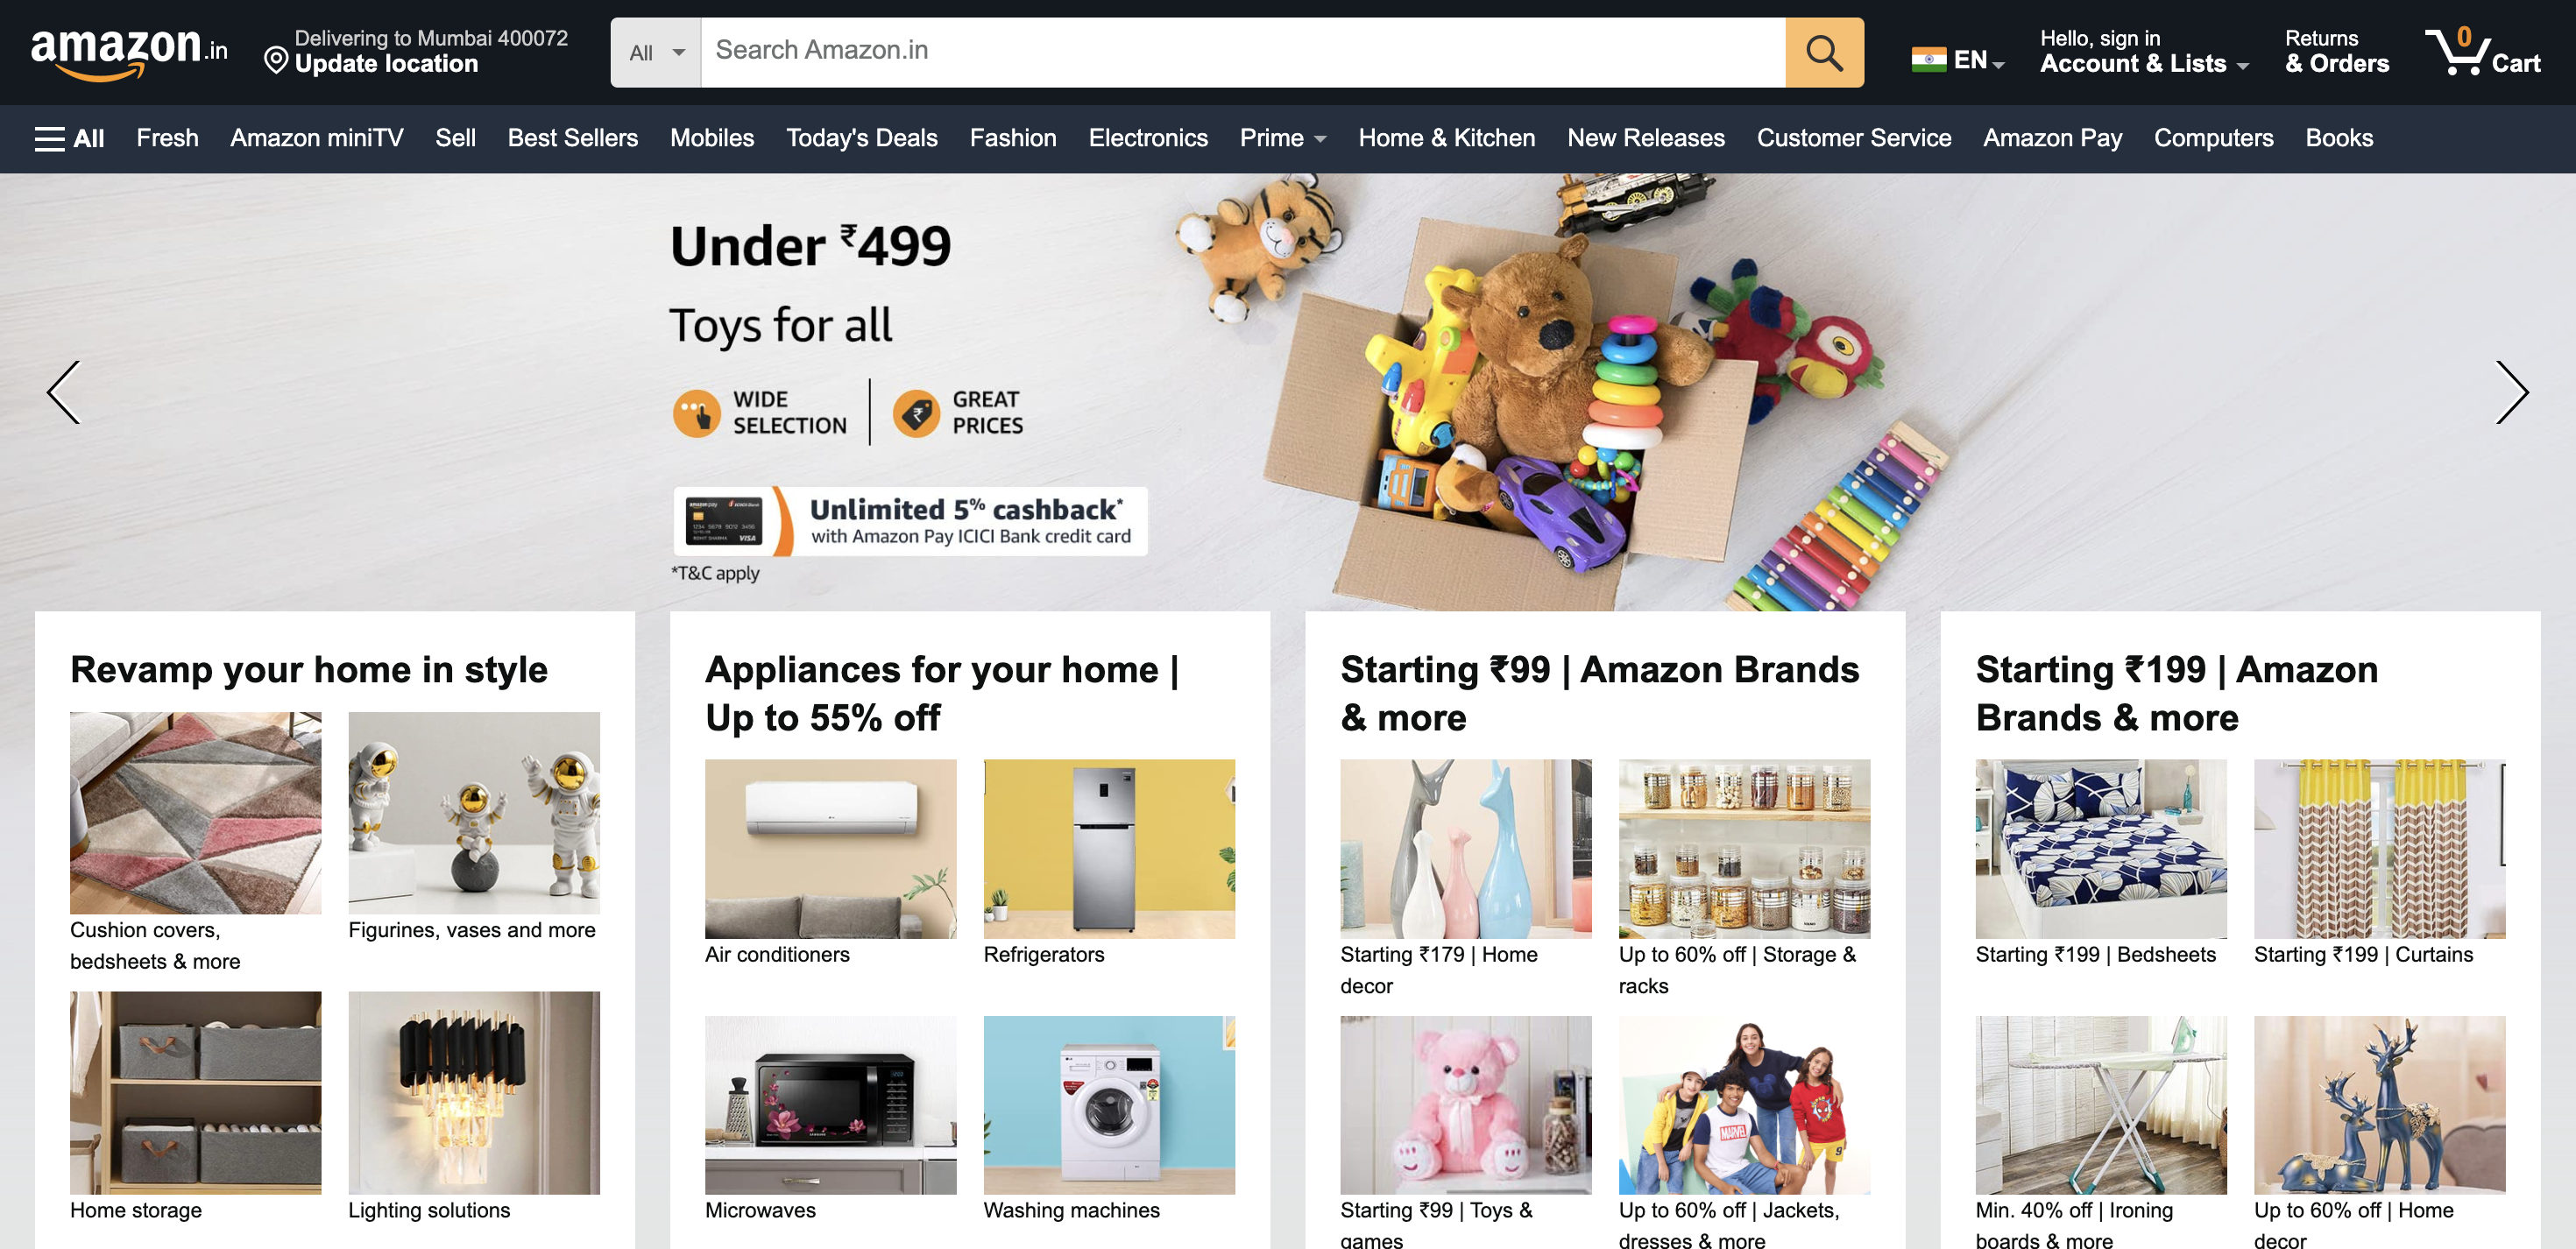 amazon.in
Delivering to Mumbai 400072
Update location
All
Search Amazon.in
EN
Hello, sign in
Account & Lists
Returns
& Orders
0
Cart
All
Fresh
Amazon miniTV
Sell
Best Sellers
Mobiles
Today's Deals
Fashion
Electronics
Prime
Home & Kitchen
New Releases
Customer Service
Amazon Pay
Computers
Books
Under ₹499
Toys for all
WIDE
SELECTION
GREAT
PRICES
Unlimited 5% cashback*
with Amazon Pay ICICI Bank credit card
VISA
*T&C apply
Revamp your home in style
Cushion covers,
bedsheets & more
Figurines, vases and more
Home storage
Lighting solutions
Appliances for your home |
Up to 55% off
Air conditioners
Refrigerators
Microwaves
Washing machines
Starting ₹99 | Amazon Brands
& more
Starting ₹179 | Home
decor
Up to 60% off | Storage &
racks
MARVEL
Starting ₹99 | Toys &
games
Up to 60% off | Jackets,
dresses & more
Starting ₹199 | Amazon
Brands & more
Starting ₹199 | Bedsheets
Starting ₹199 | Curtains
Min. 40% off | Ironing
boards & more
Up to 60% off | Home
decor